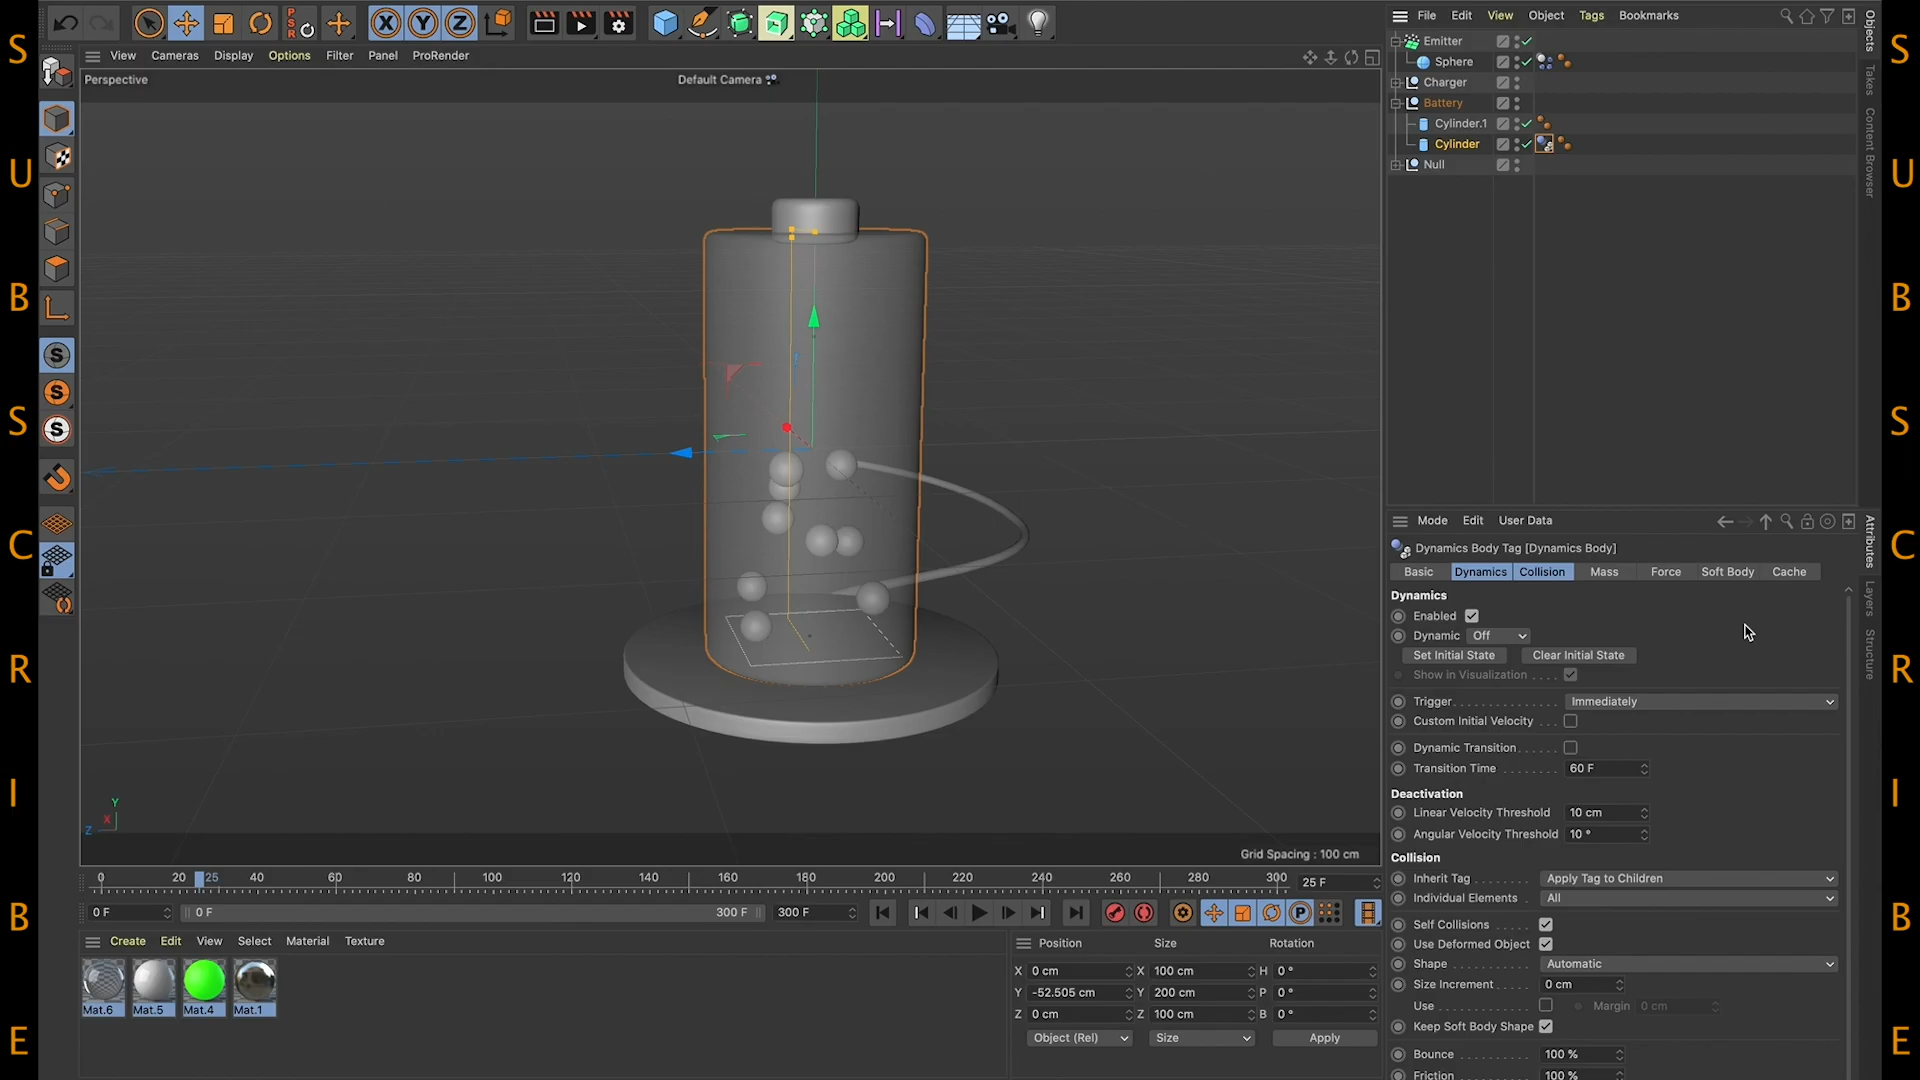 S
U
B
S
C
R
I
B
E
PSR
X Y Z
File Edit View Object Tags Bookmarks
View Cameras Display Options Filter Panel ProRender
Perspective
Default Camera
Emitter
Sphere
Charger
Battery
Cylinder.1
Cylinder
Null
Objects
Takes
Content Browser
Attributes
Layers
Structure
S
S
S
Y
X
Z
Grid Spacing : 100 cm
Mode Edit User Data
Dynamics Body Tag [Dynamics Body]
Basic Dynamics Collision Mass Force Soft Body Cache
Dynamics
Enabled
Dynamic Off
Set Initial State Clear Initial State
Show in Visualization . . . .
Trigger. . . . . . . . . . . . . . Immediately
Custom Initial Velocity . . .
Dynamic Transition. . . . . .
Transition Time . . . . . . . . 60 F
Deactivation
Linear Velocity Threshold 10 cm
Angular Velocity Threshold 10 °
Collision
Inherit Tag . . . . . . . . Apply Tag to Children
Individual Elements . All
Self Collisions . . . . .
Use Deformed Object
Shape . . . . . . . . . . . Automatic
Size Increment . . . . . 0 cm
Use . . . . . . . . . . . . . Margin 0 cm
Keep Soft Body Shape
Bounce . . . . . . . . . . 100 %
Friction . . . . . . . . . . 100 %
0 20 25 40 60 80 100 120 140 160 180 200 220 240 260 280 300 25 F
0 F 0 F 300 F 300 F
P
Create Edit View Select Material Texture
Mat.6 Mat.5 Mat.4 Mat.1
Position Size Rotation
X 0 cm X 100 cm H 0 °
Y -52.505 cm Y 200 cm P 0 °
Z 0 cm Z 100 cm B 0 °
Object (Rel) Size Apply
S
U
B
S
C
R
I
B
E